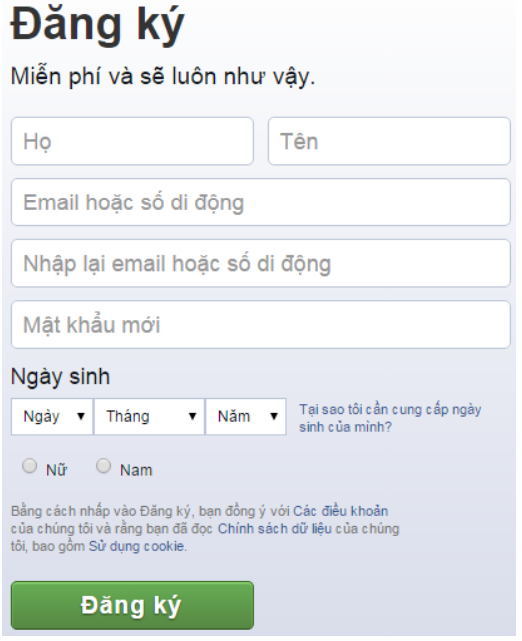 Đăng ký
Miễn phí và sẽ luôn như vậy.
Họ Tên
Email hoặc số di động
Nhập lại email hoặc số di động
Mật khẩu mới
Ngày sinh
Ngày Tháng Năm Tại sao tôi cần cung cấp ngày
sinh của mình?
Nữ Nam
Bằng cách nhấp vào Đăng ký, bạn đồng ý với Các điều khoản
của chúng tôi và rằng bạn đã đọc Chính sách dữ liệu của chúng
tôi, bao gồm Sử dụng cookie.
Đăng ký